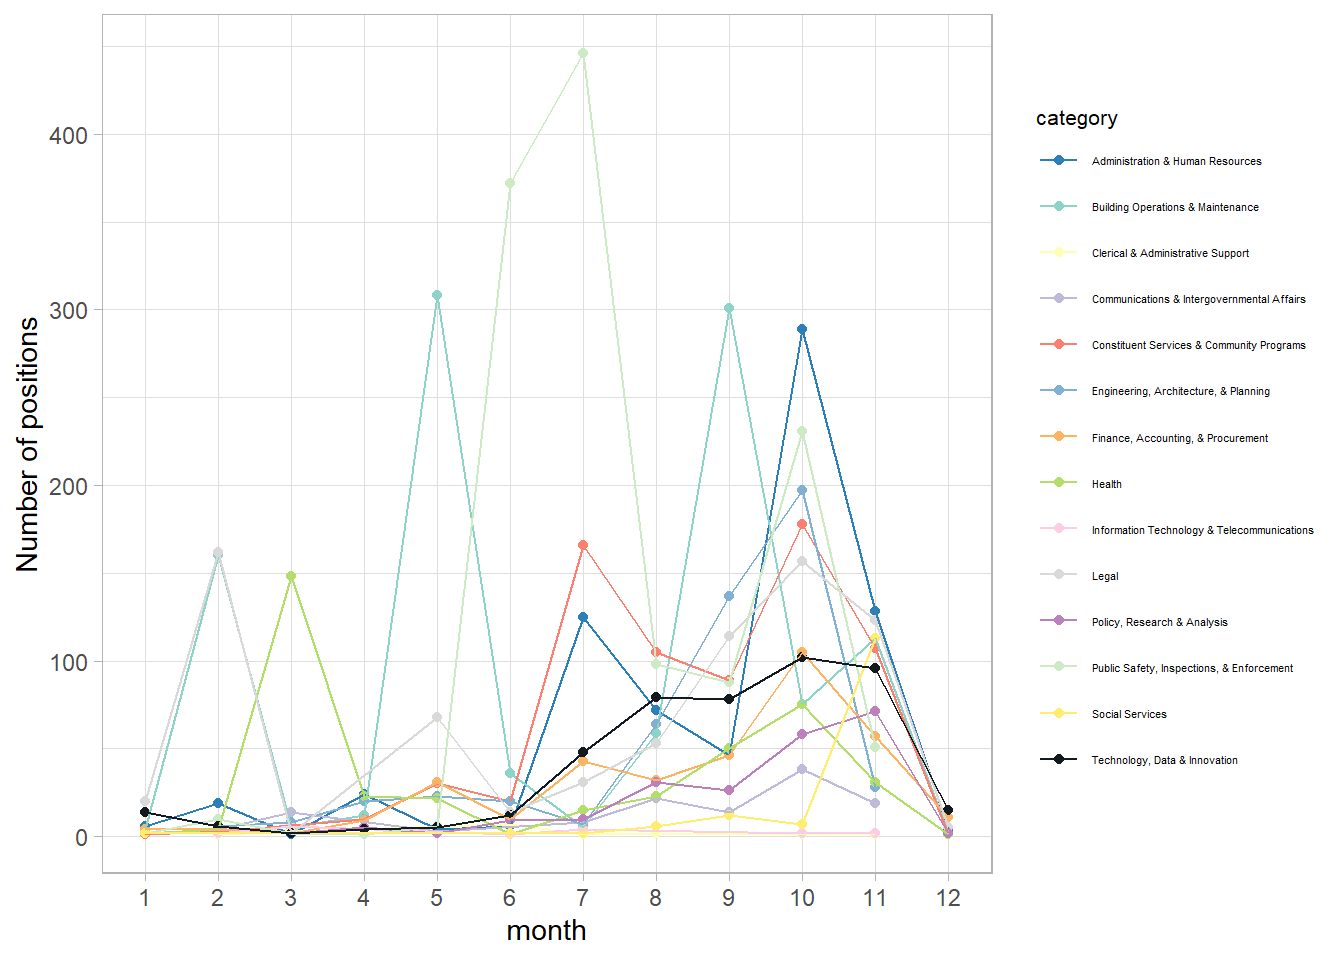 Number of positions
400
300
200
100
0
1 2 3 4 5 6 7 8 9 10 11 12
month
category
Administration & Human Resources
Building Operations & Maintenance
Clerical & Administrative Support
Communications & Intergovernmental Affairs
Constituent Services & Community Programs
Engineering, Architecture, & Planning
Finance, Accounting, & Procurement
Health
Information Technology & Telecommunications
Legal
Policy, Research & Analysis
Public Safety, Inspections, & Enforcement
Social Services
Technology, Data & Innovation